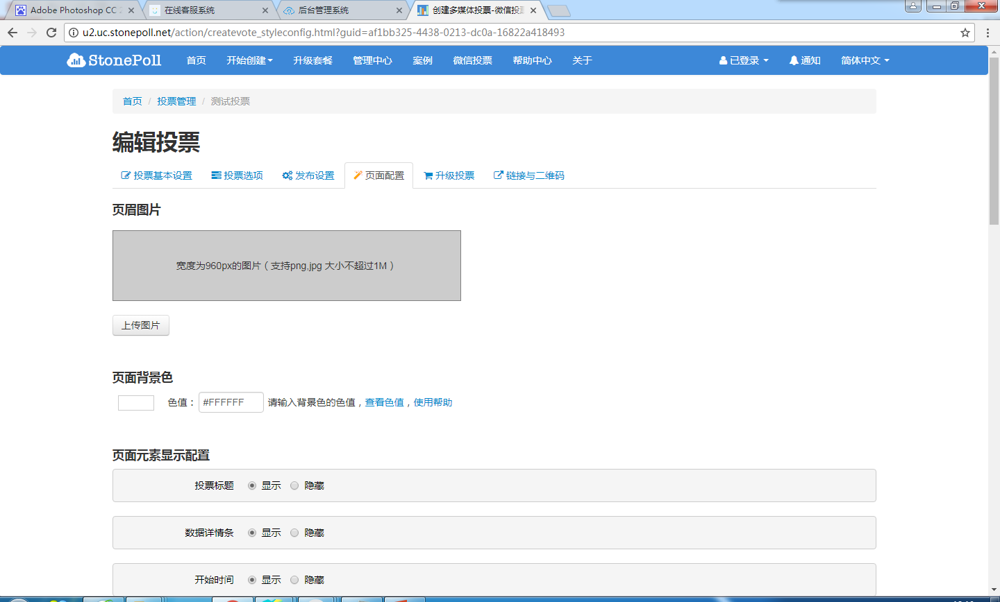 Adobe Photoshop CC
在线客服系统
后台管理系统
创建多媒体投票-微信投票
u2.uc.stonepoll.net/action/createvote_styleconfig.html?guid=af1bb325-4438-0213-dc0a-16822a418493
StonePoll 首页 开始创建 升级套餐 管理中心 案例 微信投票 帮助中心 关于 已登录 通知 简体中文
首页 / 投票管理 / 测试投票
编辑投票
投票基本设置 投票选项 发布设置 页面配置 升级投票 链接与二维码
页眉图片
宽度为960px的图片（支持png,jpg 大小不超过1M）
上传图片
页面背景色
色值： #FFFFFF 请输入背景色的色值，查看色值，使用帮助
页面元素显示配置
投票标题 显示 隐藏
数据详情条 显示 隐藏
开始时间 显示 隐藏